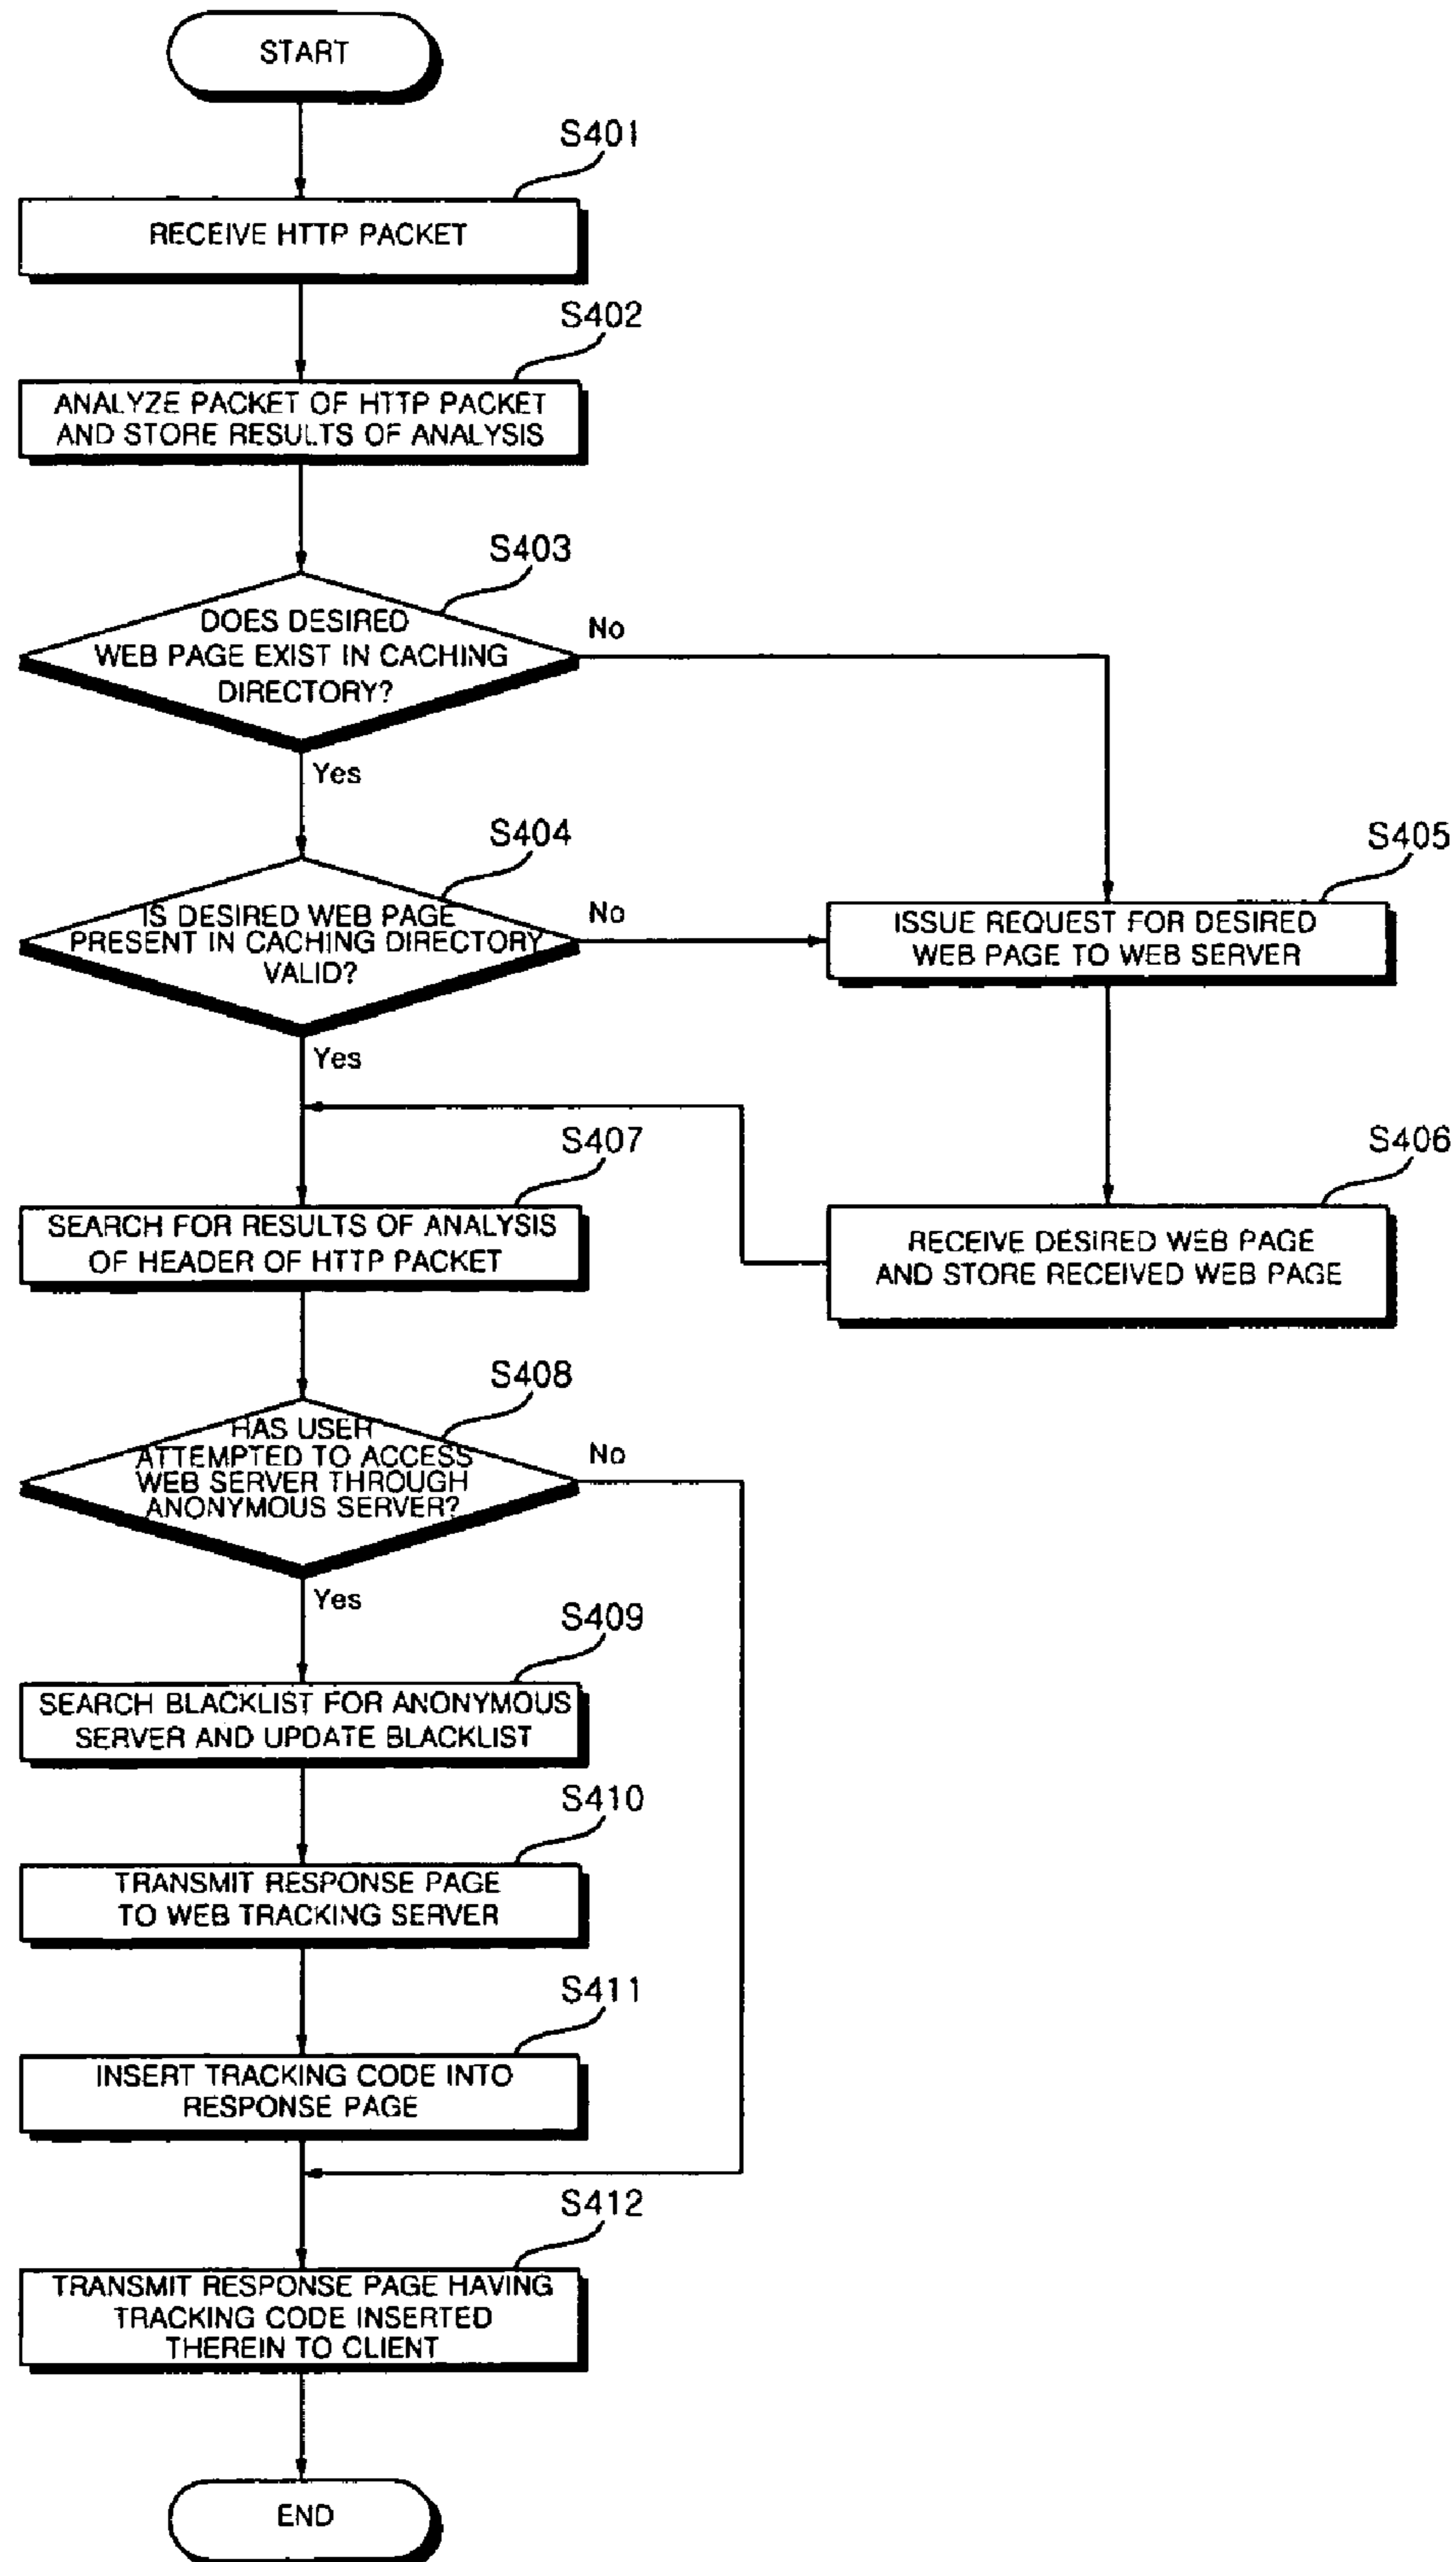 START
S401
RECEIVE HTTP PACKET
S402
ANALYZE PACKET OF HTTP PACKET
AND STORE RESULTS OF ANALYSIS
S403
DOES DESIRED
WEB PAGE EXIST IN CACHING
DIRECTORY?
No
Yes
S404
IS DESIRED WEB PAGE
PRESENT IN CACHING DIRECTORY
VALID?
No
Yes
S405
ISSUE REQUEST FOR DESIRED
WEB PAGE TO WEB SERVER
S406
RECEIVE DESIRED WEB PAGE
AND STORE RECEIVED WEB PAGE
S407
SEARCH FOR RESULTS OF ANALYSIS
OF HEADER OF HTTP PACKET
S408
HAS USER
ATTEMPTED TO ACCESS
WEB SERVER THROUGH
ANONYMOUS SERVER?
No
Yes
S409
SEARCH BLACKLIST FOR ANONYMOUS
SERVER AND UPDATE BLACKLIST
S410
TRANSMIT RESPONSE PAGE
TO WEB TRACKING SERVER
S411
INSERT TRACKING CODE INTO
RESPONSE PAGE
S412
TRANSMIT RESPONSE PAGE HAVING
TRACKING CODE INSERTED
THEREIN TO CLIENT
END